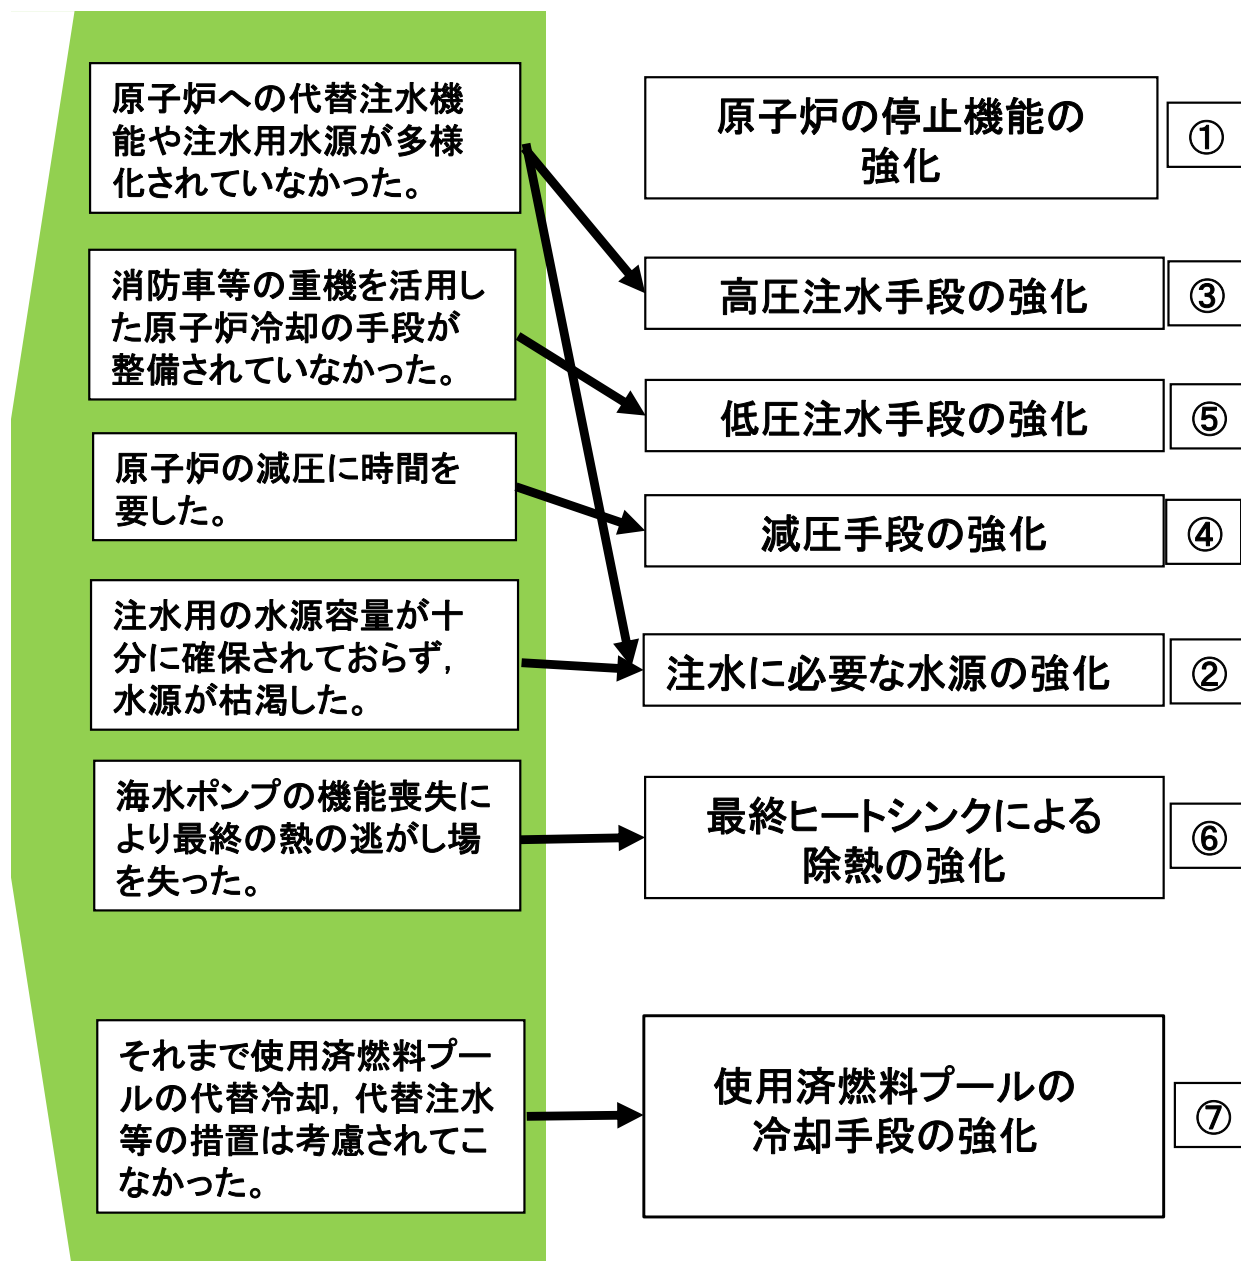 原子炉への代替注水機
能や注水用水源が多様
化されていなかった。
原子炉の停止機能の
強化
①
消防車等の重機を活用し
た原子炉冷却の手段が
整備されていなかった。
高圧注水手段の強化
③
低圧注水手段の強化
⑤
原子炉の減圧に時間を
要した。
減圧手段の強化
④
注水用の水源容量が十
分に確保されておらず，
水源が枯渇した。
注水に必要な水源の強化
②
海水ポンプの機能喪失に
より最終の熱の逃がし場
を失った。
最終ヒートシンクによる
除熱の強化
⑥
それまで使用済燃料プー
ルの代替冷却，代替注水
等の措置は考慮されてこ
なかった。
使用済燃料プールの
冷却手段の強化
⑦